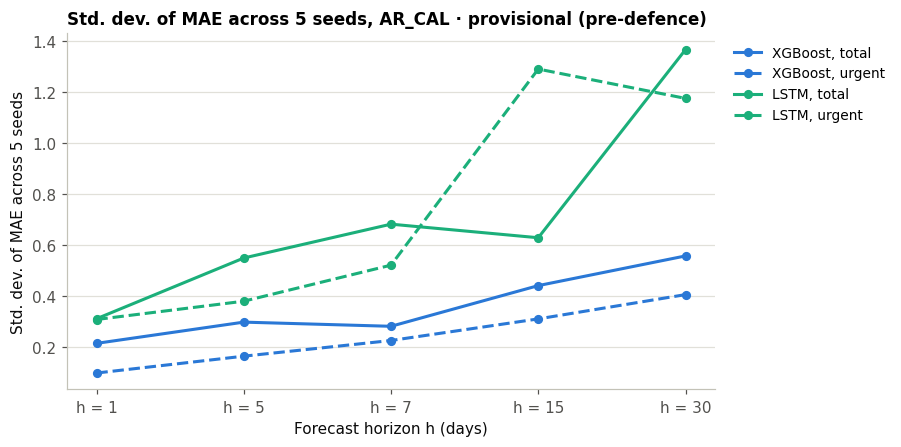 Std. dev. of MAE across 5 seeds, AR_CAL · provisional (pre-defence)
Std. dev. of MAE across 5 seeds
1.4
1.2
1.0
0.8
0.6
0.4
0.2
h = 1
h = 5
h = 7
h = 15
h = 30
Forecast horizon h (days)
XGBoost, total
XGBoost, urgent
LSTM, total
LSTM, urgent